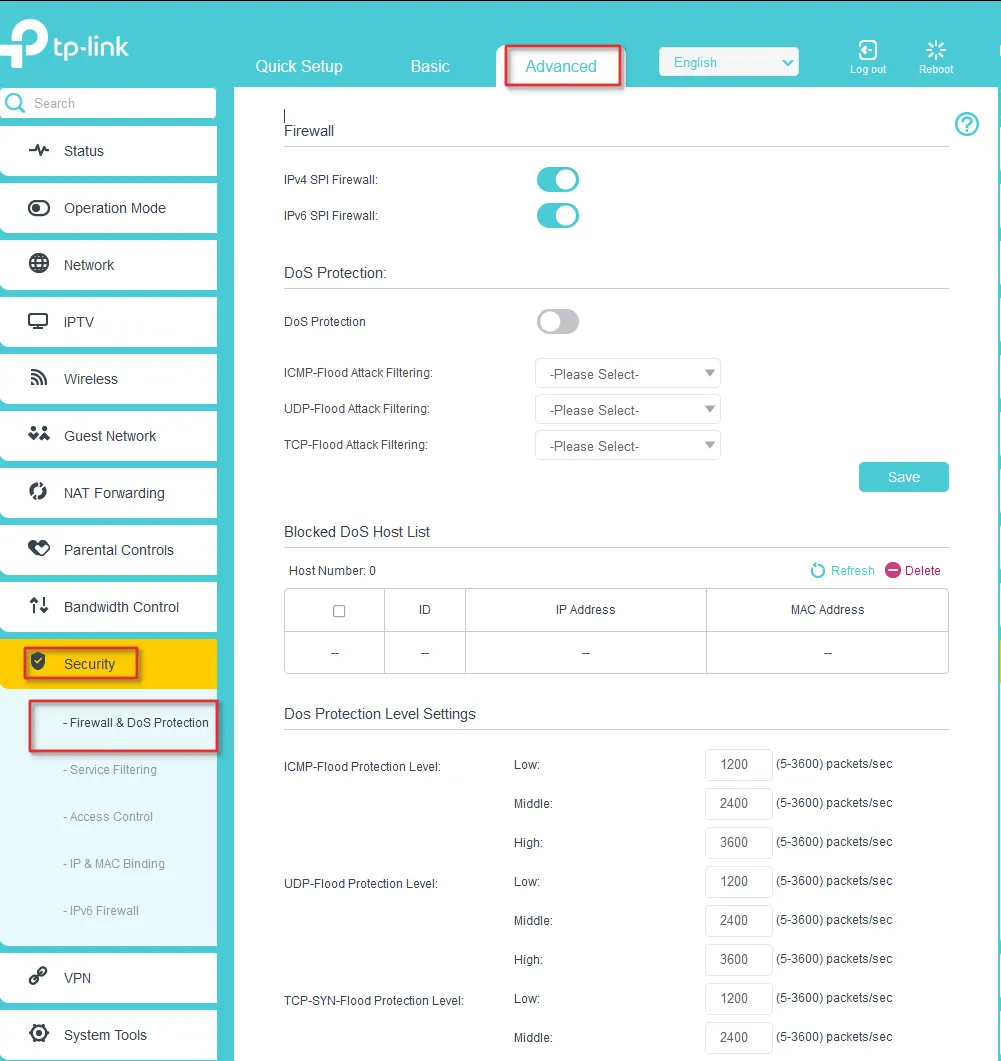 tp-link
Quick Setup Basic Advanced English Log out Reboot
Search
Status
Operation Mode
Network
IPTV
Wireless
Guest Network
NAT Forwarding
Parental Controls
Bandwidth Control
Security
- Firewall & DoS Protection
- Service Filtering
- Access Control
- IP & MAC Binding
- IPv6 Firewall
VPN
System Tools
Firewall
?
IPv4 SPI Firewall:
IPv6 SPI Firewall:
DoS Protection:
DoS Protection
ICMP-Flood Attack Filtering: -Please Select-
UDP-Flood Attack Filtering: -Please Select-
TCP-Flood Attack Filtering: -Please Select-
Save
Blocked DoS Host List
Host Number: 0 Refresh Delete
ID IP Address MAC Address
-- -- -- --
Dos Protection Level Settings
ICMP-Flood Protection Level: Low: 1200 (5-3600) packets/sec
Middle: 2400 (5-3600) packets/sec
High: 3600 (5-3600) packets/sec
UDP-Flood Protection Level: Low: 1200 (5-3600) packets/sec
Middle: 2400 (5-3600) packets/sec
High: 3600 (5-3600) packets/sec
TCP-SYN-Flood Protection Level: Low: 1200 (5-3600) packets/sec
Middle: 2400 (5-3600) packets/sec